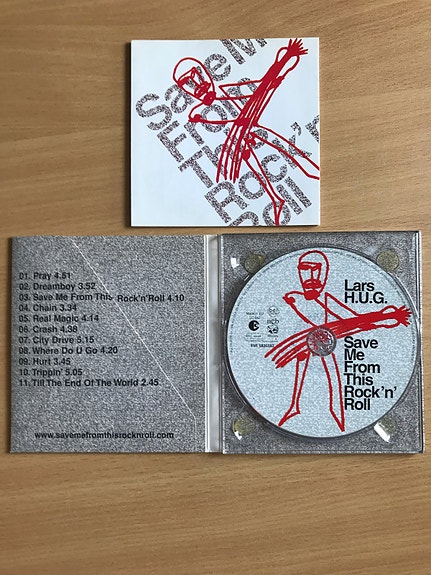 Save M
From
This
Rock'n'
Roll
01. Pray 4.51
02. Dreamboy 3.52
03. Save Me From This Rock'n'Roll 4.10
04. Chain 3.34
05. Real Magic 4.14
06. Crash 4.38
07. City Drive 5.15
08. Where Do U Go 4.20
09. Hurt 3.45
10. Trippin' 5.05
11. Till The End Of The World 2.45
www.savemefromthisrocknroll.com
Lars
H.U.G.
Save
Me
From
This
Rock'n'
Roll